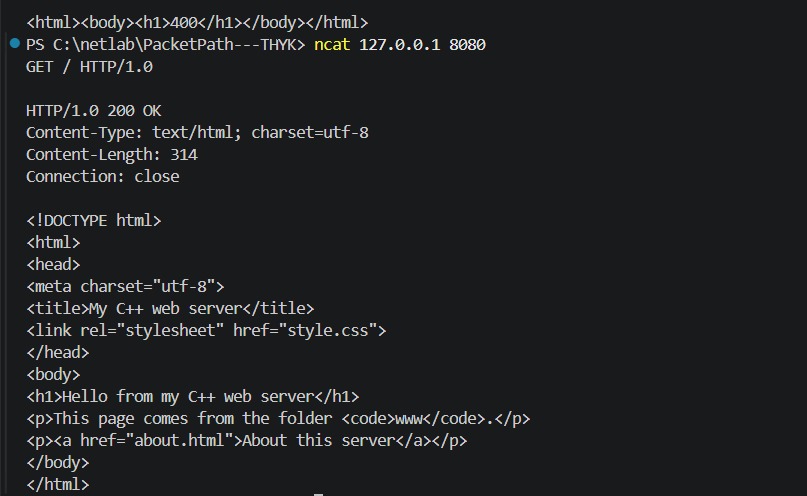 <html><body><h1>400</h1></body></html>
PS C:\netlab\PacketPath---THYK> ncat 127.0.0.1 8080
GET / HTTP/1.0

HTTP/1.0 200 OK
Content-Type: text/html; charset=utf-8
Content-Length: 314
Connection: close

<!DOCTYPE html>
<html>
<head>
<meta charset="utf-8">
<title>My C++ web server</title>
<link rel="stylesheet" href="style.css">
</head>
<body>
<h1>Hello from my C++ web server</h1>
<p>This page comes from the folder <code>www</code>.</p>
<p><a href="about.html">About this server</a></p>
</body>
</html>